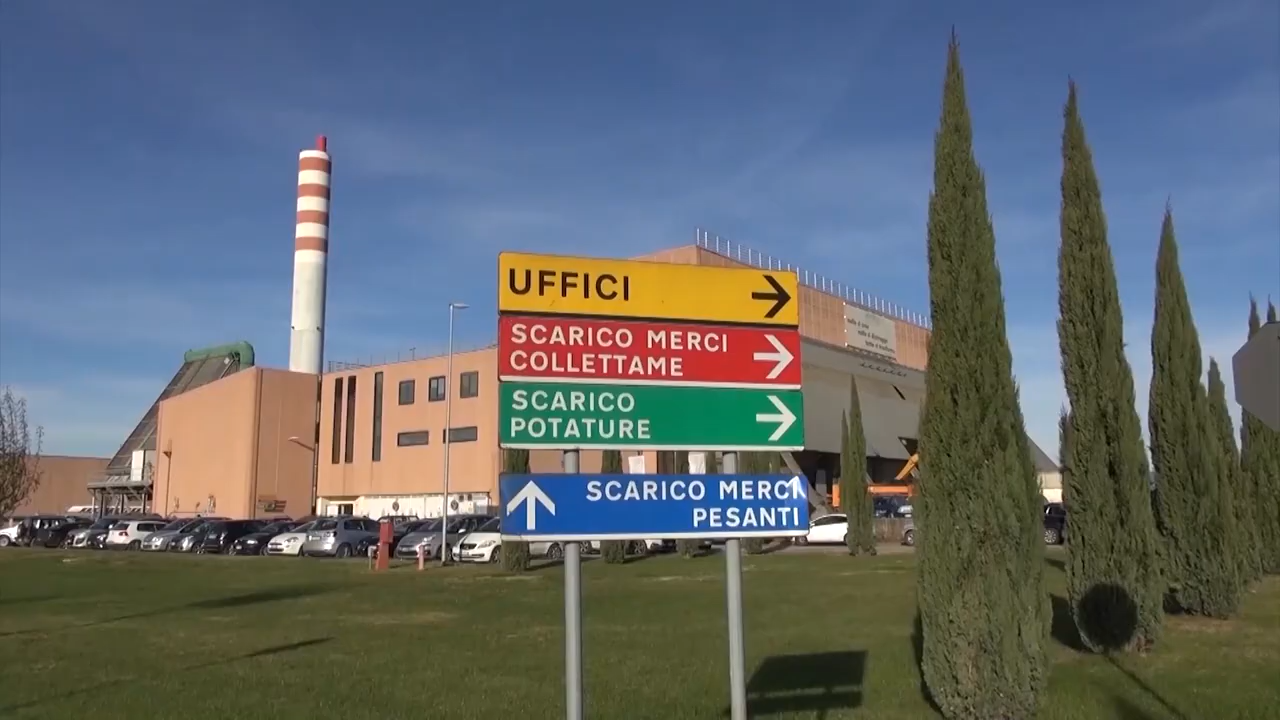 UFFICI
SCARICO MERCI
COLLETTAME
SCARICO
POTATURE
SCARICO MERCI
PESANTI